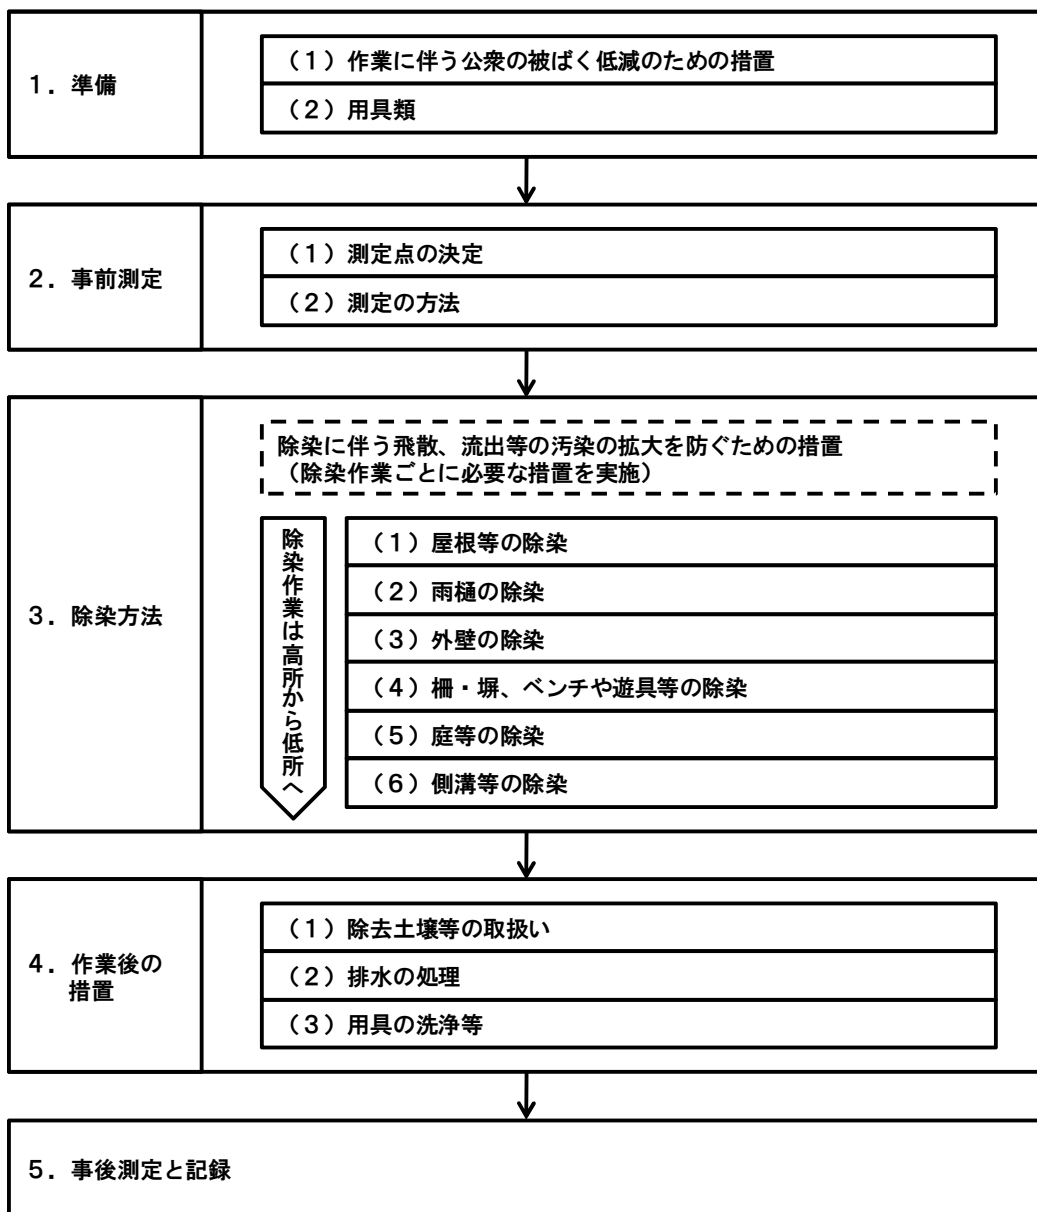 １．準備
（１）作業に伴う公衆の被ばく低減のための措置
（２）用具類
２．事前測定
（１）測定点の決定
（２）測定の方法
３．除染方法
除染に伴う飛散、流出等の汚染の拡大を防ぐための措置
（除染作業ごとに必要な措置を実施）
除染作業は高所から低所へ
（１）屋根等の除染
（２）雨樋の除染
（３）外壁の除染
（４）柵・塀、ベンチや遊具等の除染
（５）庭等の除染
（６）側溝等の除染
４．作業後の
措置
（１）除去土壌等の取扱い
（２）排水の処理
（３）用具の洗浄等
５．事後測定と記録